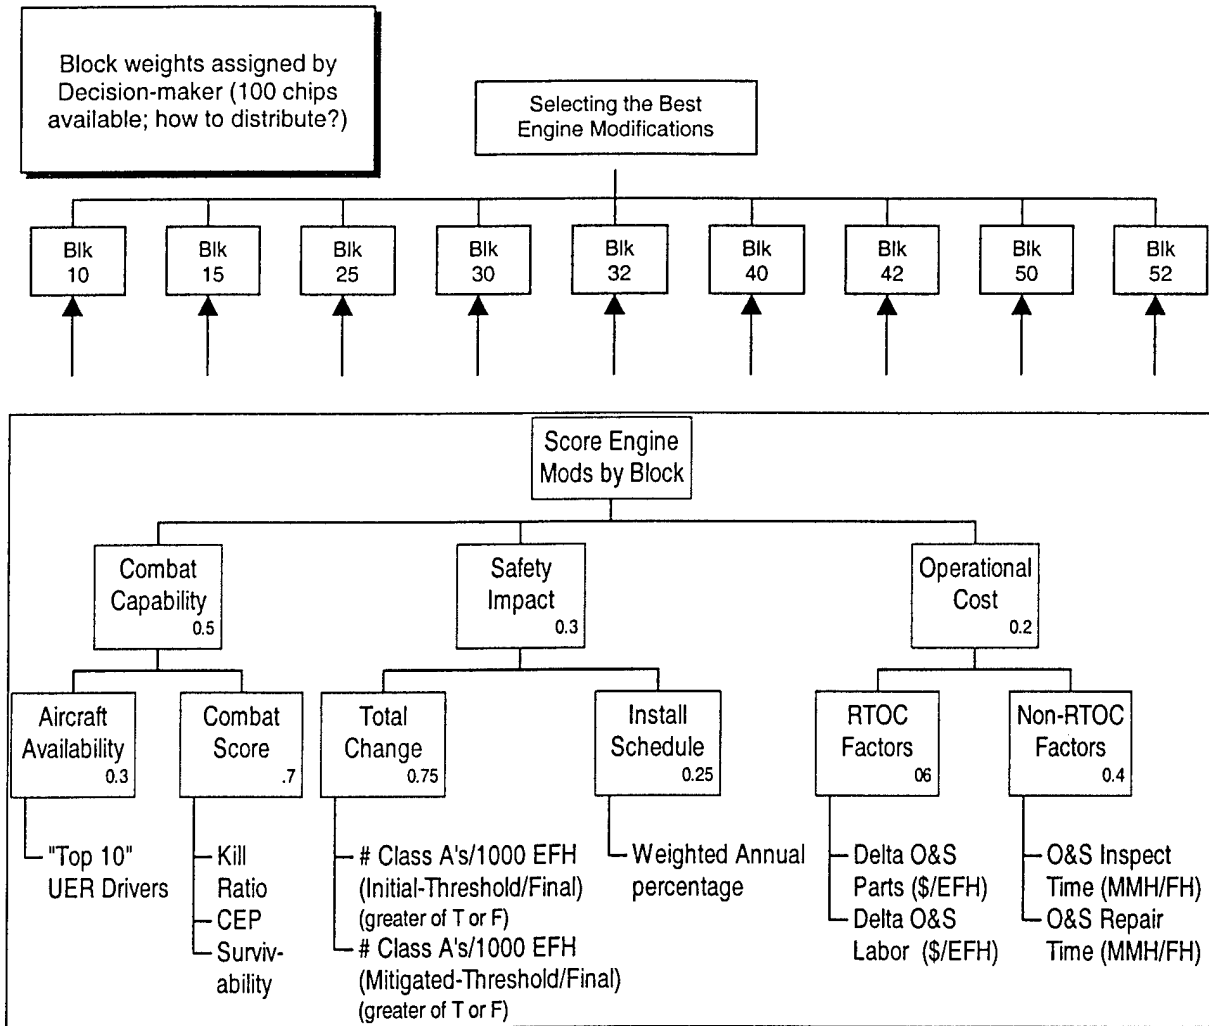 Block weights assigned by
Decision-maker (100 chips
available; how to distribute?)
Selecting the Best
Engine Modifications
Blk
10
Blk
15
Blk
25
Blk
30
Blk
32
Blk
40
Blk
42
Blk
50
Blk
52
Score Engine
Mods by Block
Combat
Capability
0.5
Safety
Impact
0.3
Operational
Cost
0.2
Aircraft
Availability
0.3
Combat
Score
.7
Total
Change
0.75
Install
Schedule
0.25
RTOC
Factors
06
Non-RTOC
Factors
0.4
"Top 10"
UER Drivers
Kill
Ratio
CEP
Surviv-
ability
# Class A's/1000 EFH
(Initial-Threshold/Final)
(greater of T or F)
# Class A's/1000 EFH
(Mitigated-Threshold/Final)
(greater of T or F)
Weighted Annual
percentage
Delta O&S
Parts ($/EFH)
Delta O&S
Labor ($/EFH)
O&S Inspect
Time (MMH/FH)
O&S Repair
Time (MMH/FH)